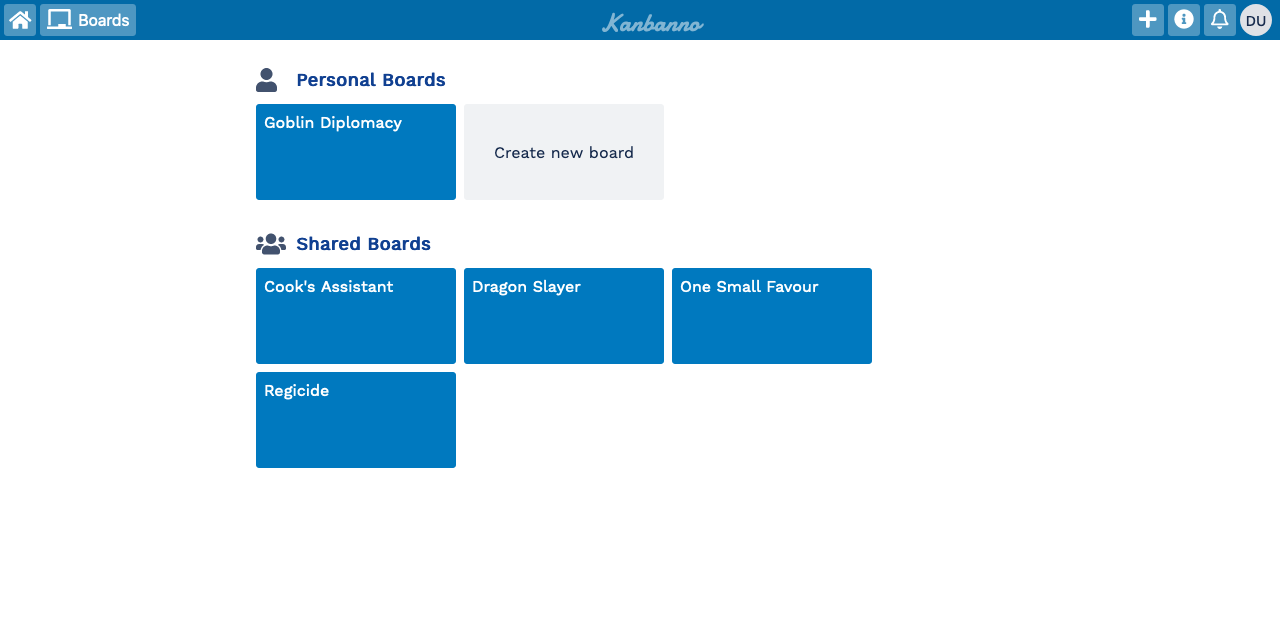 Boards
Kanbanno
DU
Personal Boards
Goblin Diplomacy
Create new board
Shared Boards
Cook's Assistant
Dragon Slayer
One Small Favour
Regicide